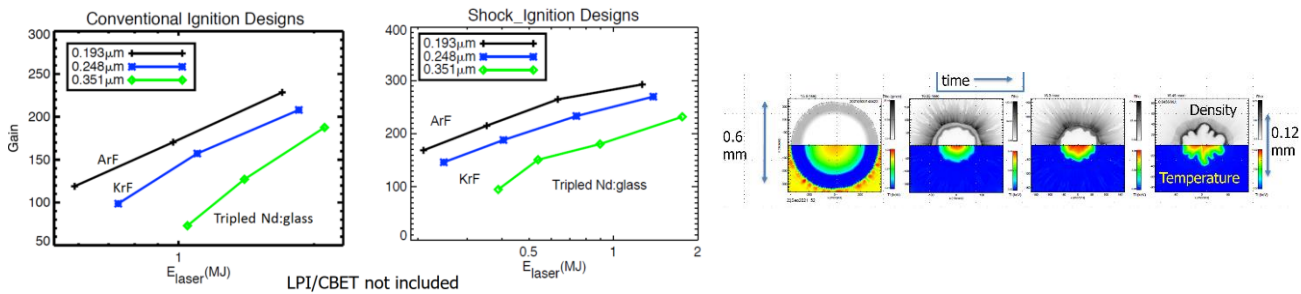 Conventional Ignition Designs
300
250
200
150
100
50
Gain
0.193μm
0.248μm
0.351μm
ArF
KrF
Tripled Nd:glass
1
E_laser(MJ)
Shock_Ignition Designs
400
300
200
100
0
0.193μm
0.248μm
0.351μm
ArF
KrF
Tripled Nd:glass
0.5
1
2
E_laser(MJ)
LPI/CBET not included
time
0.6
mm
Density
Temperature
0.12
mm